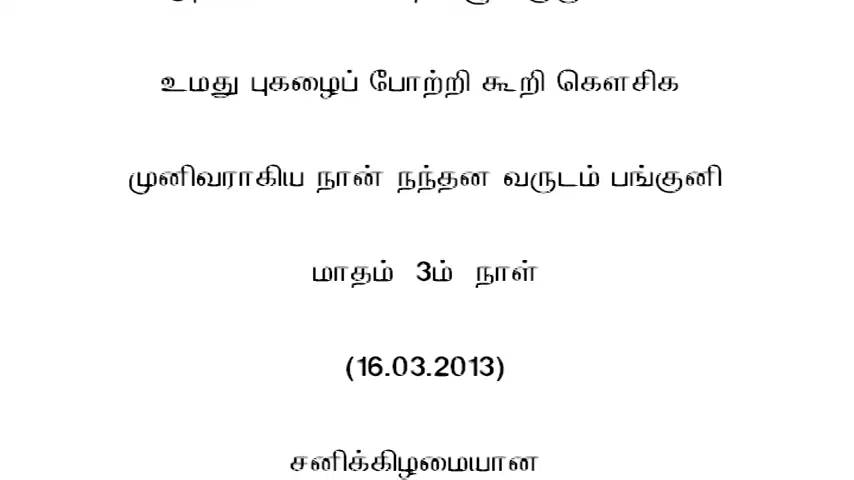 உமது புகழைப் போற்றி கூறி கௌசிக
முனிவராகிய நான் நந்தன வருடம் பங்குனி
மாதம் 3ம் நாள்
(16.03.2013)
சனிக்கிழமையான